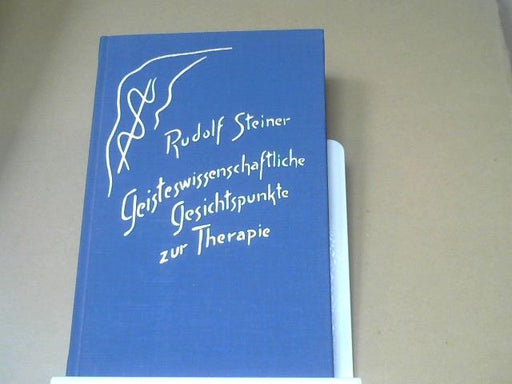 Rudolf Steiner
Geisteswissenschaftliche
Gesichtspunkte
zur Therapie